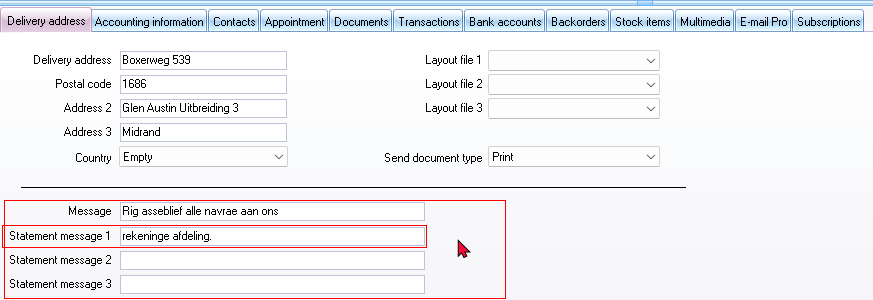 Delivery address Accounting information Contacts Appointment Documents Transactions Bank accounts Backorders Stock items Multimedia E-mail Pro Subscriptions
Delivery address Boxerweg 539 Layout file 1
Postal code 1686 Layout file 2
Address 2 Glen Austin Uitbreiding 3 Layout file 3
Address 3 Midrand
Country Empty Send document type Print
Message Rig asseblief alle navrae aan ons
Statement message 1 rekeninge afdeling.
Statement message 2
Statement message 3